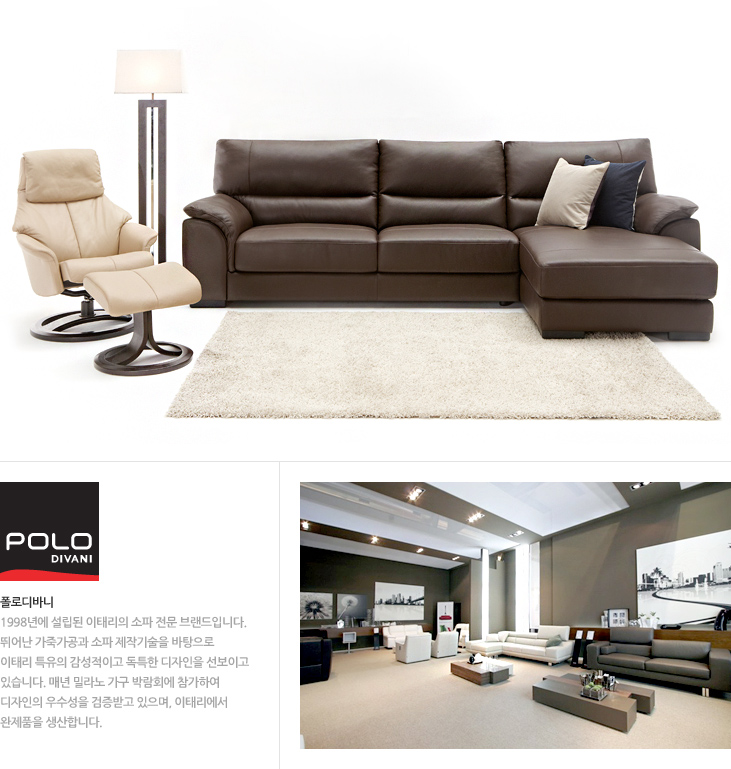 POLO
DIVANI
폴로디바니
1998년에 설립된 이태리의 소파 전문 브랜드입니다.
뛰어난 가죽가공과 소파 제작기술을 바탕으로
이태리 특유의 감성적이고 독특한 디자인을 선보이고
있습니다. 매년 밀라노 가구 박람회에 참가하여
디자인의 우수성을 검증받고 있으며, 이태리에서
완제품을 생산합니다.